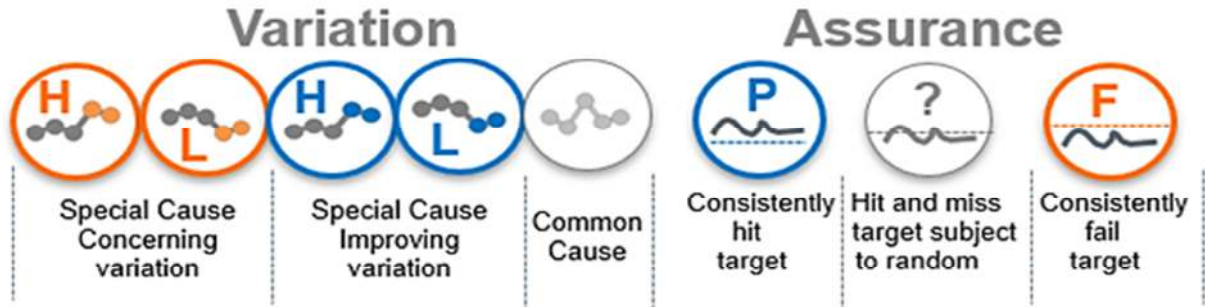 Variation
Assurance
H
L
H
L
P
?
F
Special Cause
Concerning
variation
Special Cause
Improving
variation
Common
Cause
Consistently
hit
target
Hit and miss
target subject
to random
Consistently
fail
target